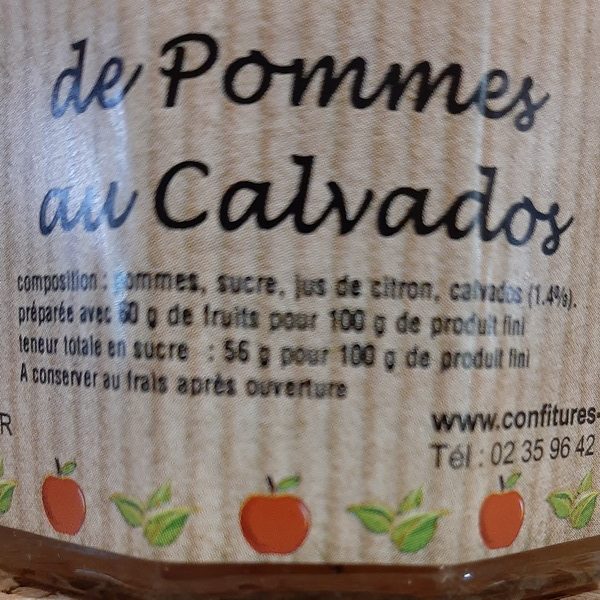 de Pommes
au Calvados
composition : pommes, sucre, jus de citron, calvados (1.4%).
préparée avec 60 g de fruits pour 100 g de produit fini
teneur totale en sucre : 56 g pour 100 g de produit fini
A conserver au frais après ouverture
R
www.confitures-
Tél : 02 35 96 42